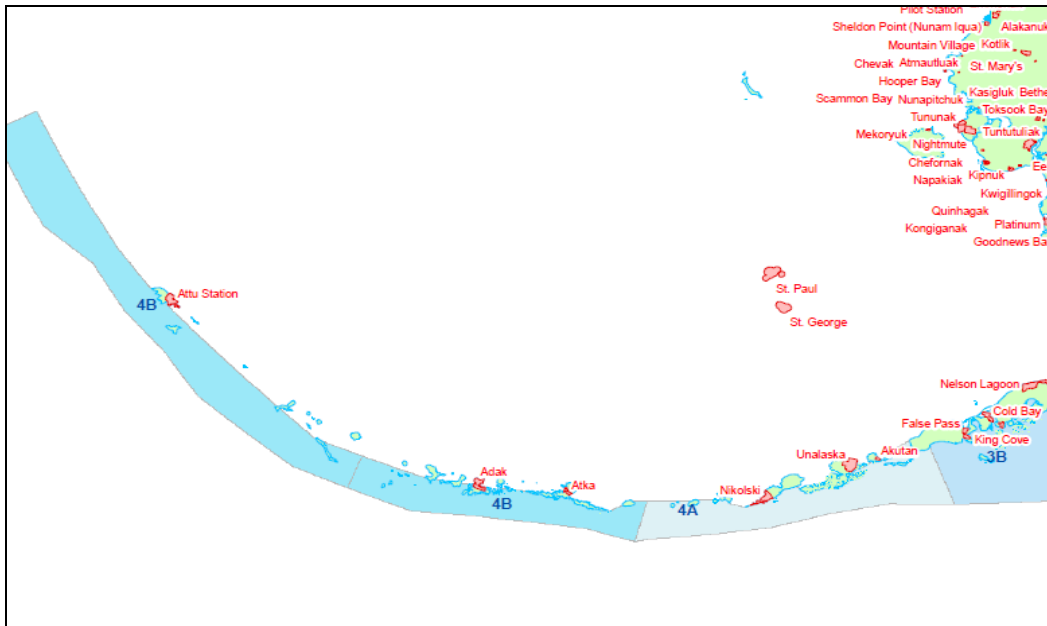 Pilot Station
Sheldon Point (Nunam Iqua) Alakanuk
Mountain Village Kotlik
Chevak Atmautluak St. Mary's
Hooper Bay
Scammon Bay Nunapitchuk Kasigluk Bethe
Toksook Bay
Tununak
Mekoryuk Tuntutuliak
Nightmute
Chefornak Ee
Napakiak Kipnuk
Kwigillingok
Quinhagak
Kongiganak Platinum
Goodnews Ba
St. Paul
Attu Station
4B
St. George
Nelson Lagoon
Cold Bay
False Pass
King Cove
Unalaska Akutan
3B
Adak
Atka Nikolski
4B 4A